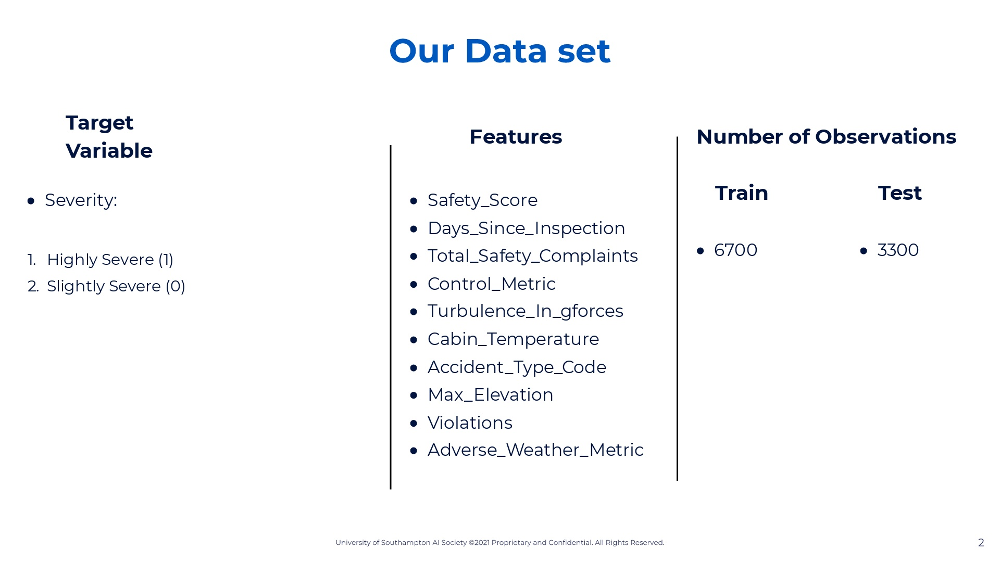 Our Data set
Target
Variable
• Severity:
1. Highly Severe (1)
2. Slightly Severe (0)
Features
• Safety_Score
• Days_Since_Inspection
• Total_Safety_Complaints
• Control_Metric
• Turbulence_In_gforces
• Cabin_Temperature
• Accident_Type_Code
• Max_Elevation
• Violations
• Adverse_Weather_Metric
Number of Observations
Train
• 6700
Test
• 3300
University of Southampton AI Society ©2021 Proprietary and Confidential. All Rights Reserved.
2